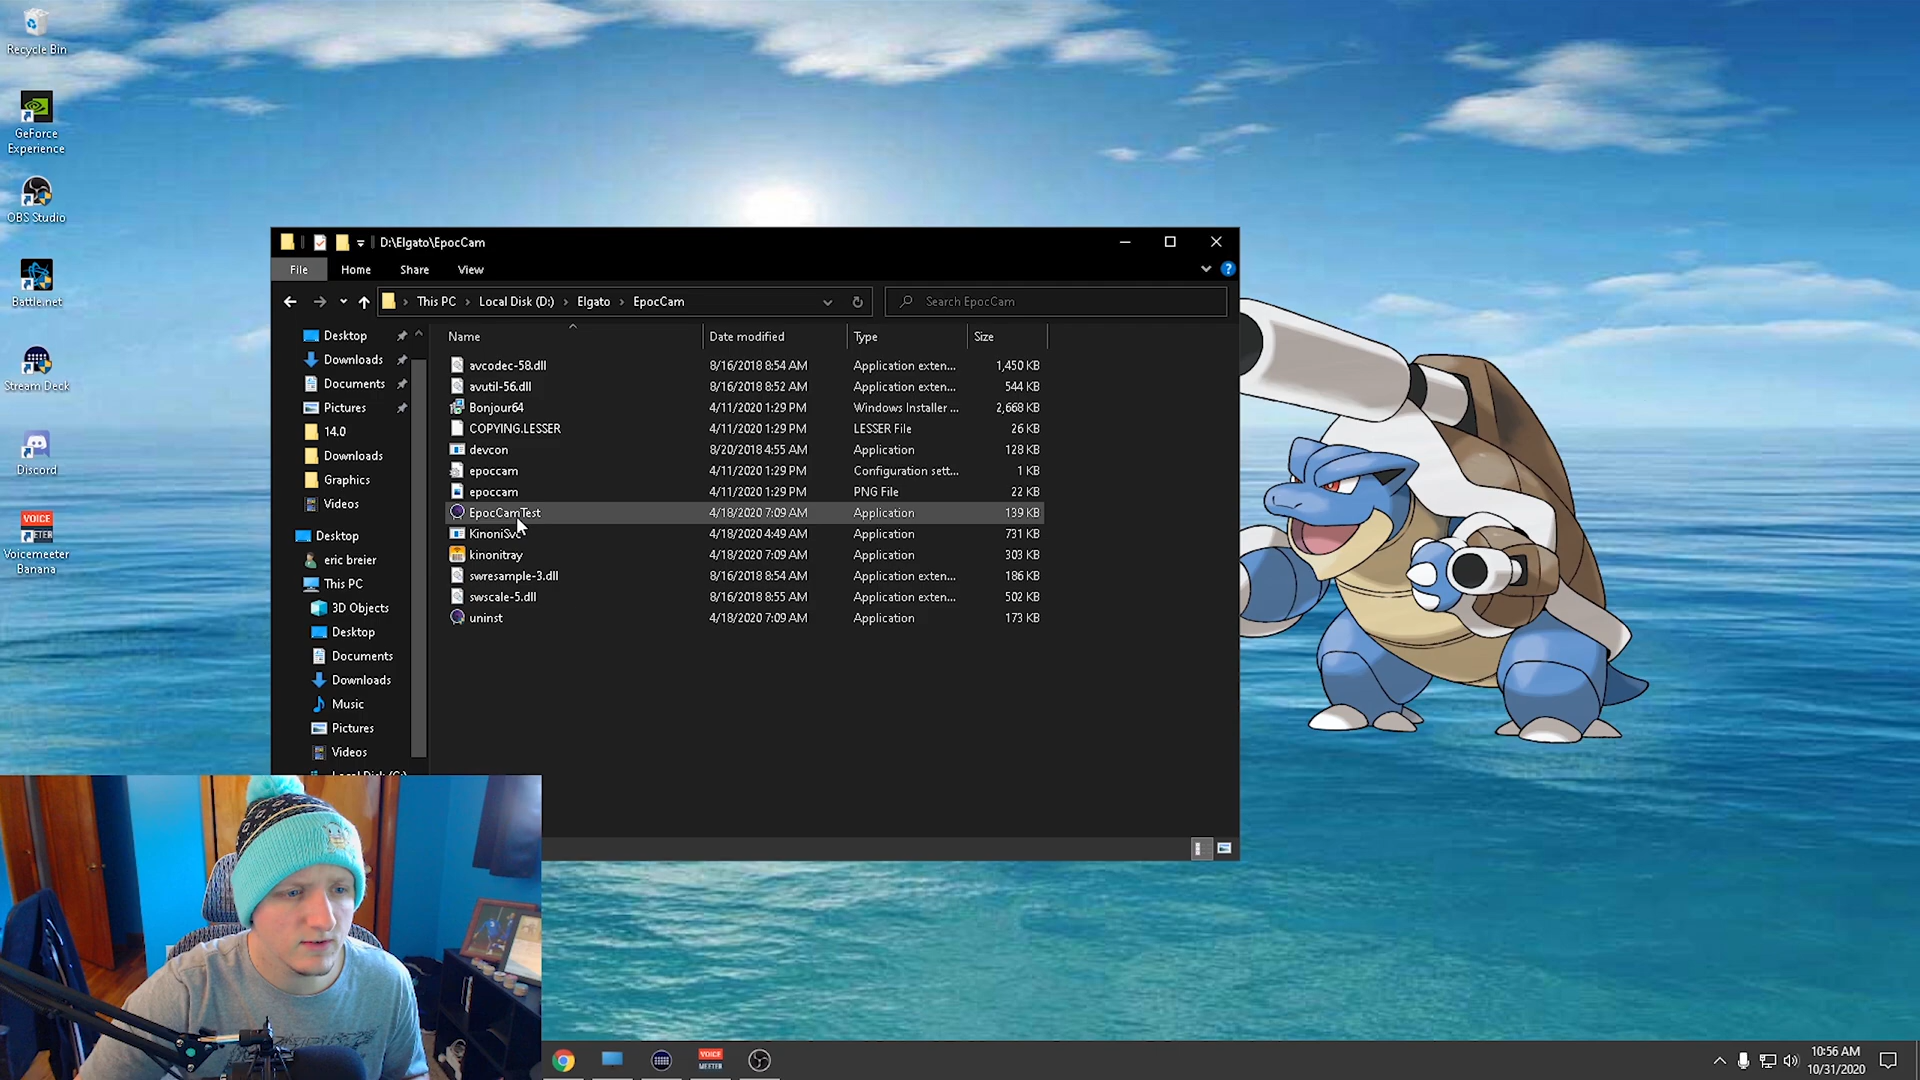 Recycle Bin
GeForce
Experience
OBS Studio
Battle.net
Stream Deck
Discord
VOICE
MEETER
Voicemeeter
Banana
D:\Elgato\EpocCam
File Home Share View
This PC Local Disk (D:) Elgato EpocCam
Search EpocCam
Desktop
Downloads
Documents
Pictures
14.0
Downloads
Graphics
Videos
Desktop
eric breier
This PC
3D Objects
Desktop
Documents
Downloads
Music
Pictures
Videos
Local Disk (C:)
Name Date modified Type Size
avcodec-58.dll 8/16/2018 8:54 AM Application exten... 1,450 KB
avutil-56.dll 8/16/2018 8:52 AM Application exten... 544 KB
Bonjour64 4/11/2020 1:29 PM Windows Installer ... 2,668 KB
COPYING.LESSER 4/11/2020 1:29 PM LESSER File 26 KB
devcon 8/20/2018 4:55 AM Application 128 KB
epoccam 4/11/2020 1:29 PM Configuration sett... 1 KB
epoccam 4/11/2020 1:29 PM PNG File 22 KB
EpocCamTest 4/18/2020 7:09 AM Application 139 KB
KinoniSvc 4/18/2020 4:49 AM Application 731 KB
kinonitray 4/18/2020 7:09 AM Application 303 KB
swresample-3.dll 8/16/2018 8:54 AM Application exten... 186 KB
swscale-5.dll 8/16/2018 8:55 AM Application exten... 502 KB
uninst 4/18/2020 7:09 AM Application 173 KB
VOICE
MEETER
10:56 AM
10/31/2020